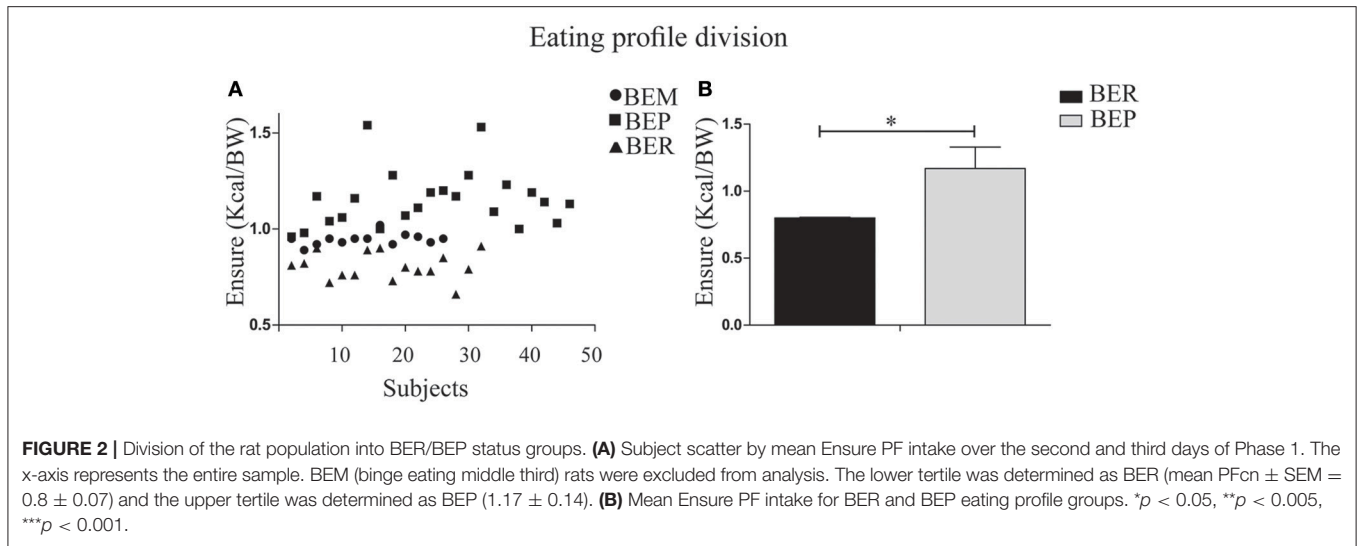 Eating profile division
A
BEM
BEP
BER
Ensure (Kcal/BW)
1.5
1.0
0.5
10 20 30 40 50
Subjects
B
BER
BEP
Ensure (Kcal/BW)
1.5
1.0
0.5
0.0
*
FIGURE 2 | Division of the rat population into BER/BEP status groups. (A) Subject scatter by mean Ensure PF intake over the second and third days of Phase 1. The
x-axis represents the entire sample. BEM (binge eating middle third) rats were excluded from analysis. The lower tertile was determined as BER (mean PFcn ± SEM =
0.8 ± 0.07) and the upper tertile was determined as BEP (1.17 ± 0.14). (B) Mean Ensure PF intake for BER and BEP eating profile groups. *p < 0.05, **p < 0.005,
***p < 0.001.